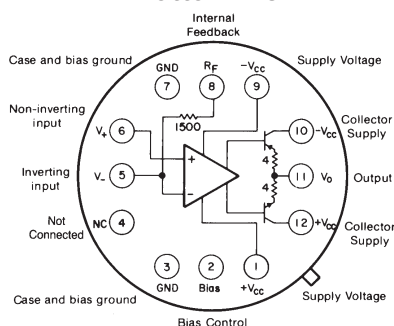 Internal
Feedback
Case and bias ground
Supply Voltage
GND
RF
−VCC
7
8
9
Non-inverting
input
1500
Collector
Supply
V+
6
10
−VCC
+
4
Inverting
input
V−
5
11
VO
Output
−
4
Not
Connected
NC
4
12
+VCC
Collector
Supply
3
2
1
GND
Bias
+VCC
Case and bias ground
Supply Voltage
Bias Control